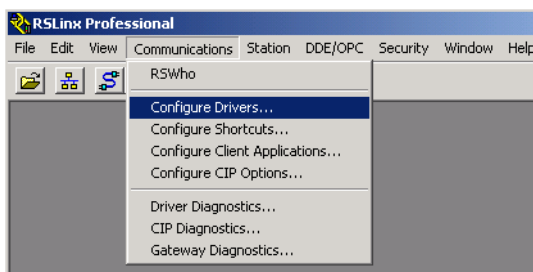 RSLinx Professional
File Edit View Communications Station DDE/OPC Security Window Help
RSWho
Configure Drivers...
Configure Shortcuts...
Configure Client Applications...
Configure CIP Options...
Driver Diagnostics...
CIP Diagnostics...
Gateway Diagnostics...